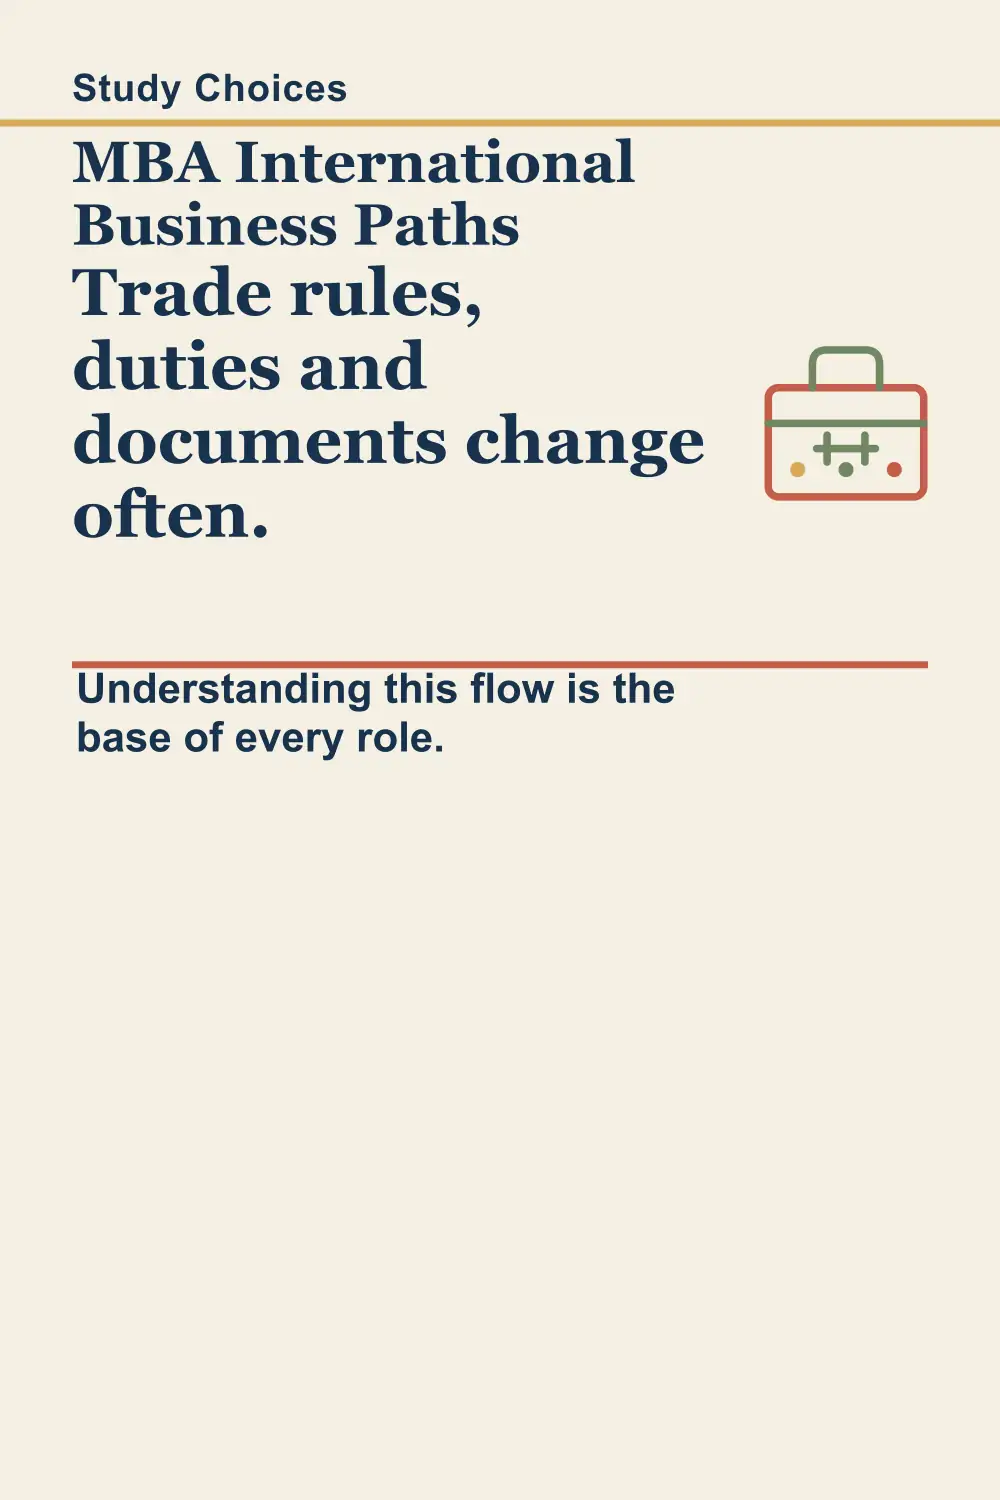 Study Choices
MBA International
Business Paths
Trade rules,
duties and
documents change
often.
Understanding this flow is the
base of every role.